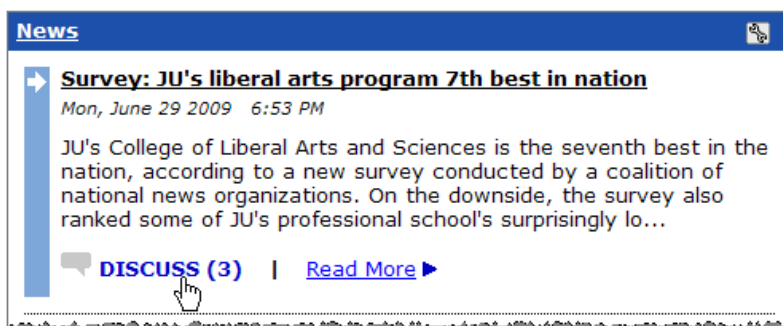 News
Survey: JU's liberal arts program 7th best in nation
Mon, June 29 2009 6:53 PM
JU's College of Liberal Arts and Sciences is the seventh best in the
nation, according to a new survey conducted by a coalition of
national news organizations. On the downside, the survey also
ranked some of JU's professional school's surprisingly lo...
DISCUSS (3) | Read More